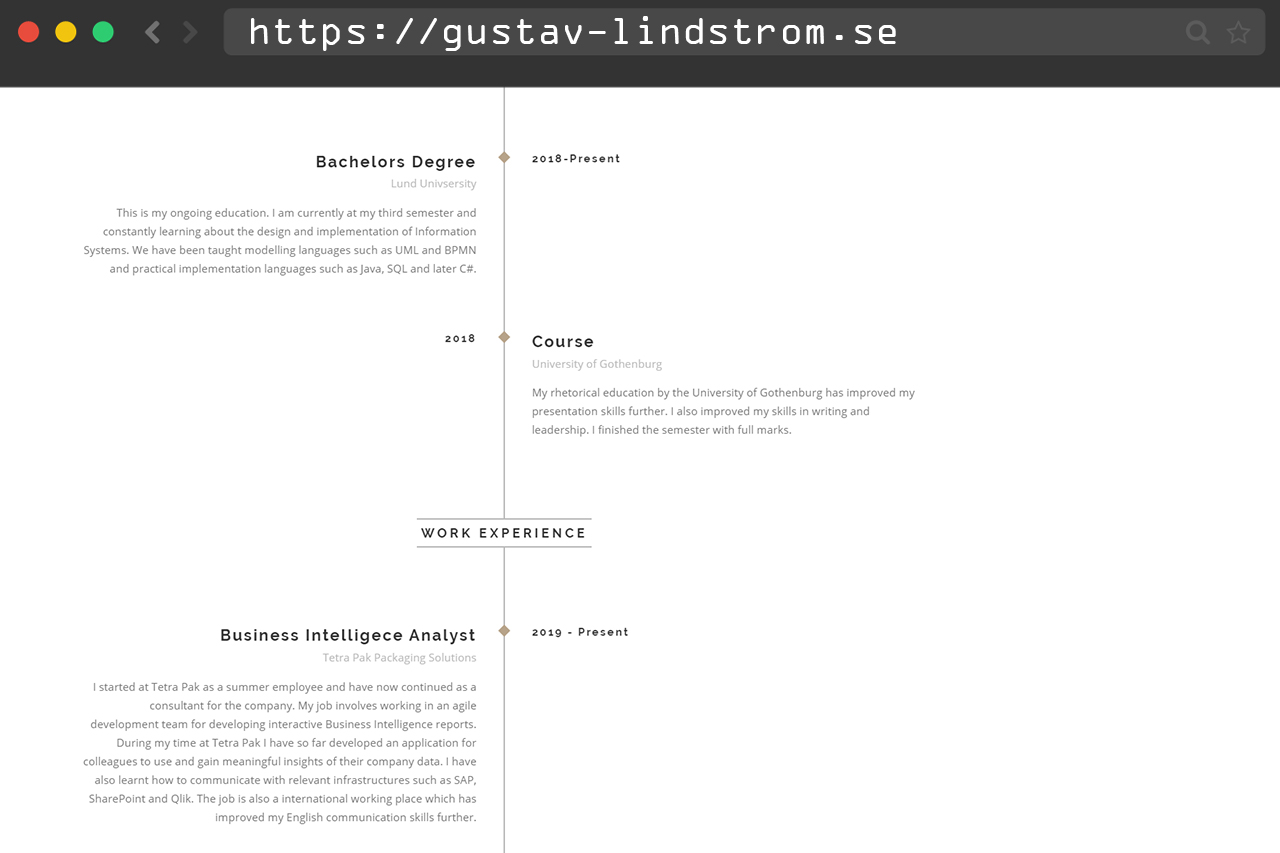 https://gustav-lindstrom.se
Bachelors Degree
2018-Present
Lund Univsersity
This is my ongoing education. I am currently at my third semester and
constantly learning about the design and implementation of Information
Systems. We have been taught modelling languages such as UML and BPMN
and practical implementation languages such as Java, SQL and later C#.
2018
Course
University of Gothenburg
My rhetorical education by the University of Gothenburg has improved my
presentation skills further. I also improved my skills in writing and
leadership. I finished the semester with full marks.
WORK EXPERIENCE
Business Intelligece Analyst
2019 - Present
Tetra Pak Packaging Solutions
I started at Tetra Pak as a summer employee and have now continued as a
consultant for the company. My job involves working in an agile
development team for developing interactive Business Intelligence reports.
During my time at Tetra Pak I have so far developed an application for
colleagues to use and gain meaningful insights of their company data. I have
also learnt how to communicate with relevant infrastructures such as SAP,
SharePoint and Qlik. The job is also a international working place which has
improved my English communication skills further.